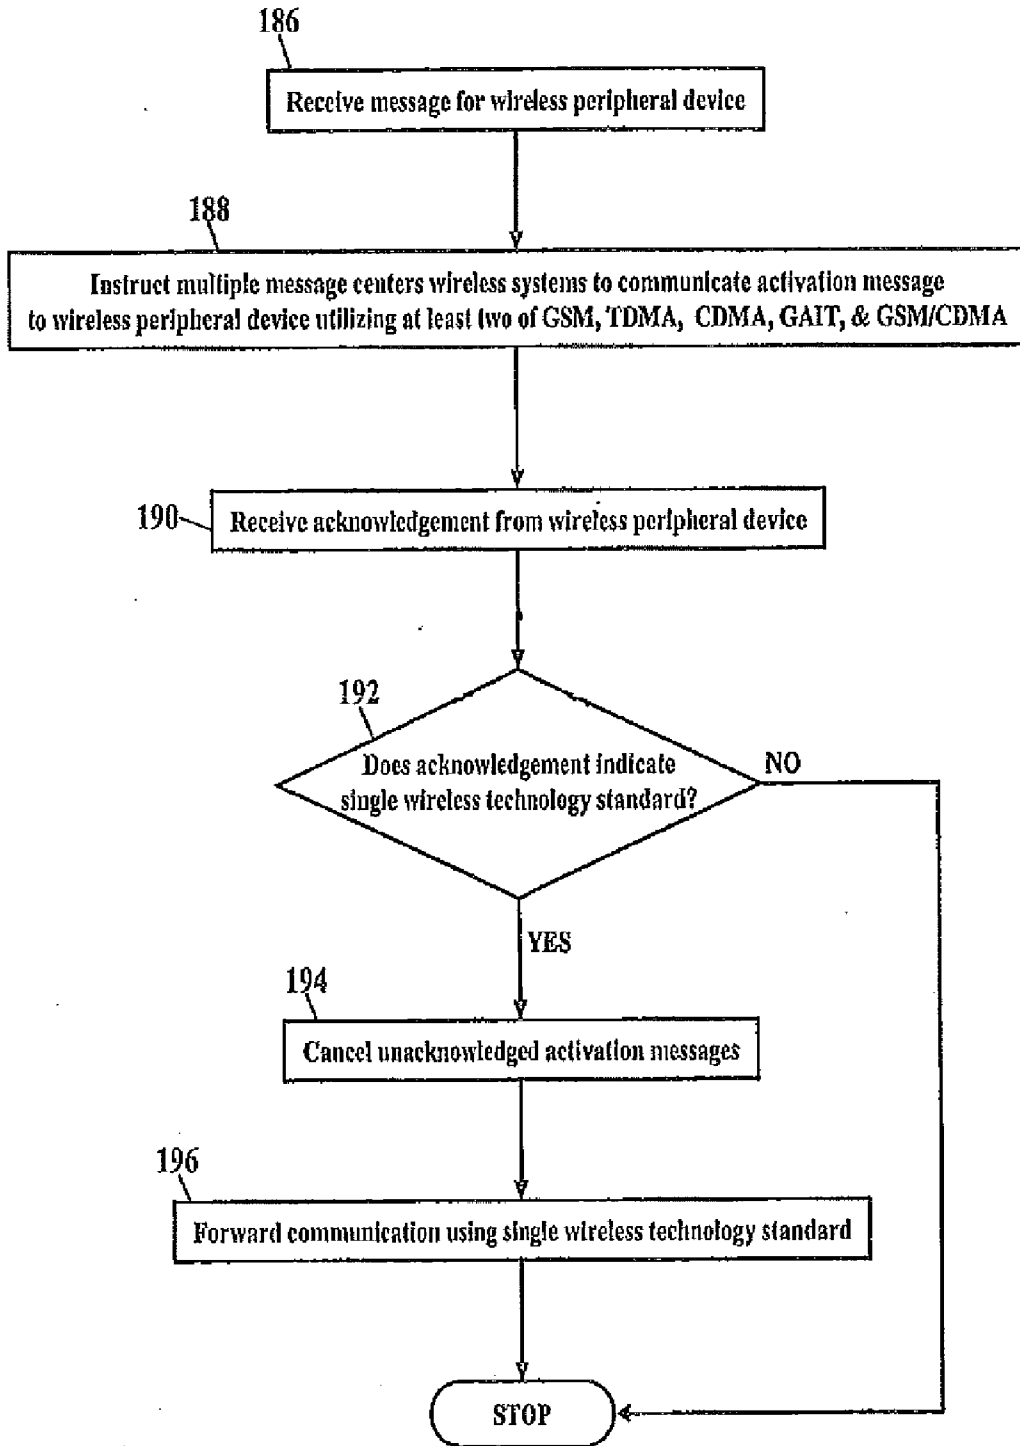 186
Receive message for wireless peripheral device
188
Instruct multiple message centers wireless systems to communicate activation message
to wireless peripheral device utilizing at least two of GSM, TDMA, CDMA, GAIT, & GSM/CDMA
190
Receive acknowledgement from wireless peripheral device
192
Does acknowledgement indicate
single wireless technology standard?
NO
YES
194
Cancel unacknowledged activation messages
196
Forward communication using single wireless technology standard
STOP